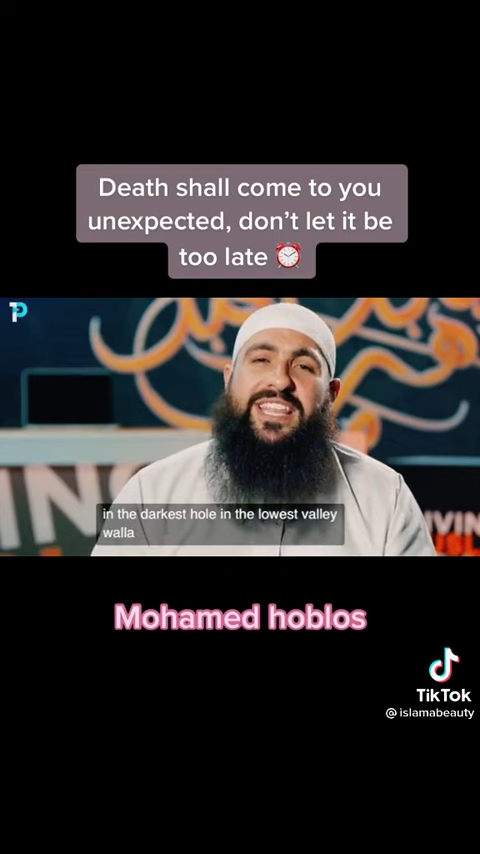 Death shall come to you
unexpected, don't let it be
too late ⏰
TP
in the darkest hole in the lowest valley
walla
Mohamed hoblos
TikTok
@islamabeauty